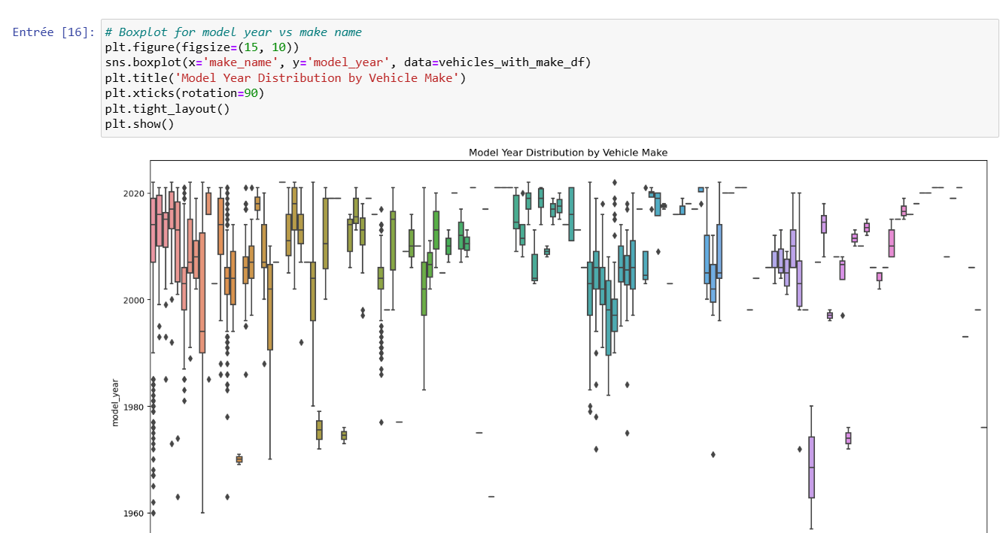 Entrée [16]:
# Boxplot for model year vs make name
plt.figure(figsize=(15, 10))
sns.boxplot(x='make_name', y='model_year', data=vehicles_with_make_df)
plt.title('Model Year Distribution by Vehicle Make')
plt.xticks(rotation=90)
plt.tight_layout()
plt.show()
Model Year Distribution by Vehicle Make
2020
2000
1980
1960
model_year